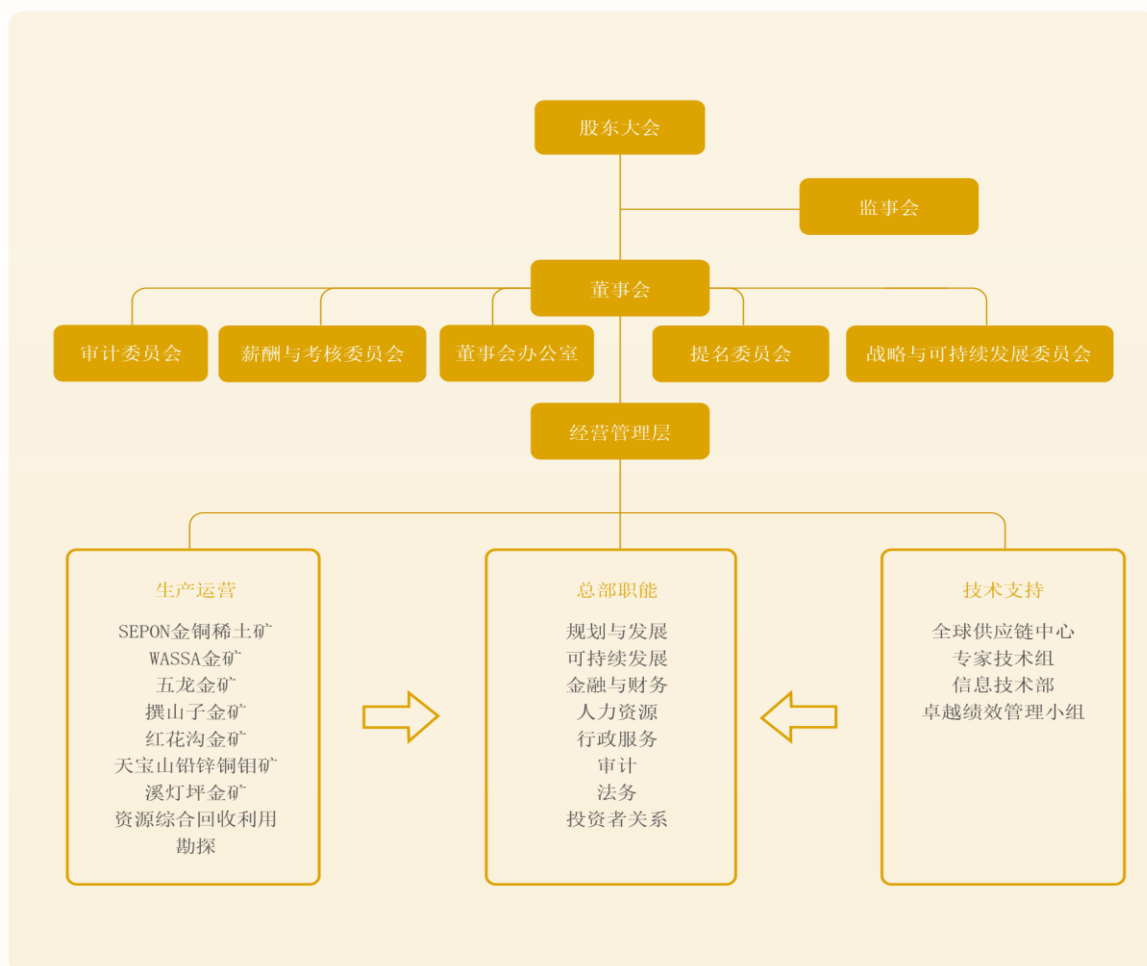 股东大会
监事会
董事会
审计委员会
薪酬与考核委员会
董事会办公室
提名委员会
战略与可持续发展委员会
经营管理层
生产运营
SEPON金铜稀土矿
WASSA金矿
五龙金矿
撰山子金矿
红花沟金矿
天宝山铅锌铜钼矿
溪灯坪金矿
资源综合回收利用
勘探
总部职能
规划与发展
可持续发展
金融与财务
人力资源
行政服务
审计
法务
投资者关系
技术支持
全球供应链中心
专家技术组
信息技术部
卓越绩效管理小组